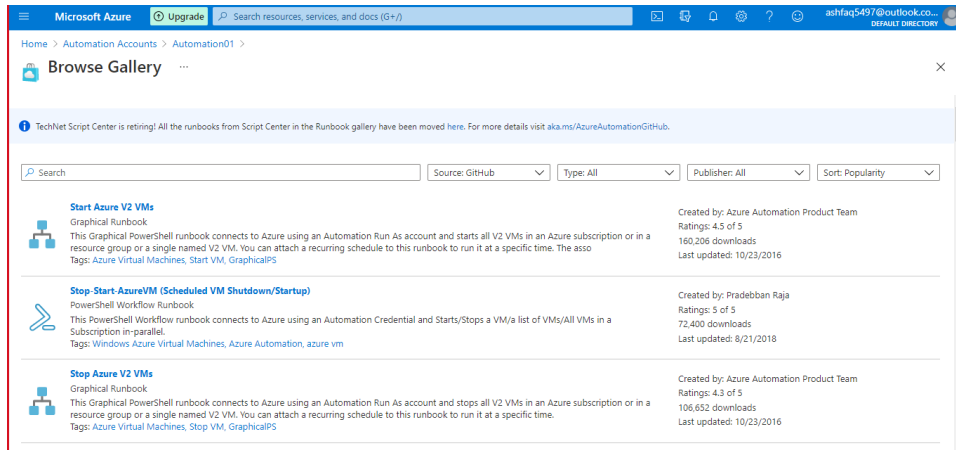 Microsoft Azure
Upgrade
Search resources, services, and docs (G+/)
ashfaq5497@outlook.co...
DEFAULT DIRECTORY
Home > Automation Accounts > Automation01 >
Browse Gallery ...
TechNet Script Center is retiring! All the runbooks from Script Center in the Runbook gallery have been moved here. For more details visit aka.ms/AzureAutomationGitHub.
Search
Source: GitHub
Type: All
Publisher: All
Sort: Popularity
Start Azure V2 VMs
Graphical Runbook
This Graphical PowerShell runbook connects to Azure using an Automation Run As account and starts all V2 VMs in an Azure subscription or in a
resource group or a single named V2 VM. You can attach a recurring schedule to this runbook to run it at a specific time. The asso
Tags: Azure Virtual Machines, Start VM, GraphicalPS
Created by: Azure Automation Product Team
Ratings: 4.5 of 5
160,206 downloads
Last updated: 10/23/2016
Stop-Start-AzureVM (Scheduled VM Shutdown/Startup)
PowerShell Workflow Runbook
This PowerShell Workflow runbook connects to Azure using an Automation Credential and Starts/Stops a VM/a list of VMs/All VMs in a
Subscription in-parallel.
Tags: Windows Azure Virtual Machines, Azure Automation, azure vm
Created by: Pradebban Raja
Ratings: 5 of 5
72,400 downloads
Last updated: 8/21/2018
Stop Azure V2 VMs
Graphical Runbook
This Graphical PowerShell runbook connects to Azure using an Automation Run As account and stops all V2 VMs in an Azure subscription or in a
resource group or a single named V2 VM. You can attach a recurring schedule to this runbook to run it at a specific time.
Tags: Azure Virtual Machines, Stop VM, GraphicalPS
Created by: Azure Automation Product Team
Ratings: 4.3 of 5
106,652 downloads
Last updated: 10/23/2016